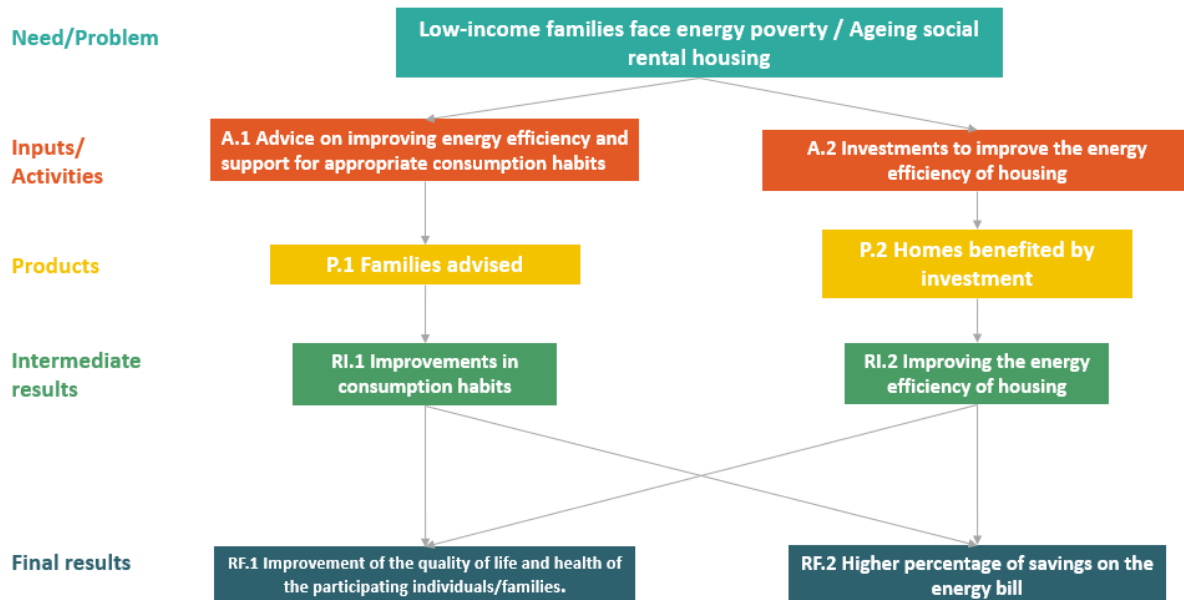 Need/Problem
Low-income families face energy poverty / Ageing social
rental housing
Inputs/
Activities
A.1 Advice on improving energy efficiency and
support for appropriate consumption habits
A.2 Investments to improve the energy
efficiency of housing
Products
P.1 Families advised
P.2 Homes benefited by
investment
Intermediate
results
RI.1 Improvements in
consumption habits
RI.2 Improving the energy
efficiency of housing
Final results
RF.1 Improvement of the quality of life and health of
the participating individuals/families.
RF.2 Higher percentage of savings on the
energy bill